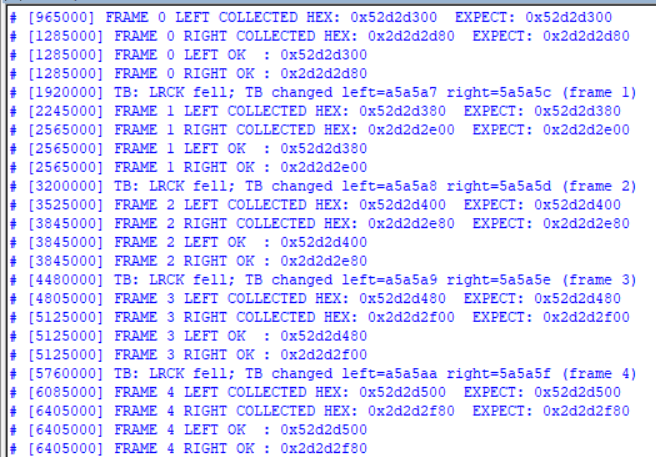 # [965000] FRAME 0 LEFT COLLECTED HEX: 0x52d2d300  EXPECT: 0x52d2d300
# [1285000] FRAME 0 RIGHT COLLECTED HEX: 0x2d2d2d80  EXPECT: 0x2d2d2d80
# [1285000] FRAME 0 LEFT OK  : 0x52d2d300
# [1285000] FRAME 0 RIGHT OK : 0x2d2d2d80
# [1920000] TB: LRCK fell; TB changed left=a5a5a7 right=5a5a5c (frame 1)
# [2245000] FRAME 1 LEFT COLLECTED HEX: 0x52d2d380  EXPECT: 0x52d2d380
# [2565000] FRAME 1 RIGHT COLLECTED HEX: 0x2d2d2e00  EXPECT: 0x2d2d2e00
# [2565000] FRAME 1 LEFT OK  : 0x52d2d380
# [2565000] FRAME 1 RIGHT OK : 0x2d2d2e00
# [3200000] TB: LRCK fell; TB changed left=a5a5a8 right=5a5a5d (frame 2)
# [3525000] FRAME 2 LEFT COLLECTED HEX: 0x52d2d400  EXPECT: 0x52d2d400
# [3845000] FRAME 2 RIGHT COLLECTED HEX: 0x2d2d2e80  EXPECT: 0x2d2d2e80
# [3845000] FRAME 2 LEFT OK  : 0x52d2d400
# [3845000] FRAME 2 RIGHT OK : 0x2d2d2e80
# [4480000] TB: LRCK fell; TB changed left=a5a5a9 right=5a5a5e (frame 3)
# [4805000] FRAME 3 LEFT COLLECTED HEX: 0x52d2d480  EXPECT: 0x52d2d480
# [5125000] FRAME 3 RIGHT COLLECTED HEX: 0x2d2d2f00  EXPECT: 0x2d2d2f00
# [5125000] FRAME 3 LEFT OK  : 0x52d2d480
# [5125000] FRAME 3 RIGHT OK : 0x2d2d2f00
# [5760000] TB: LRCK fell; TB changed left=a5a5aa right=5a5a5f (frame 4)
# [6085000] FRAME 4 LEFT COLLECTED HEX: 0x52d2d500  EXPECT: 0x52d2d500
# [6405000] FRAME 4 RIGHT COLLECTED HEX: 0x2d2d2f80  EXPECT: 0x2d2d2f80
# [6405000] FRAME 4 LEFT OK  : 0x52d2d500
# [6405000] FRAME 4 RIGHT OK : 0x2d2d2f80